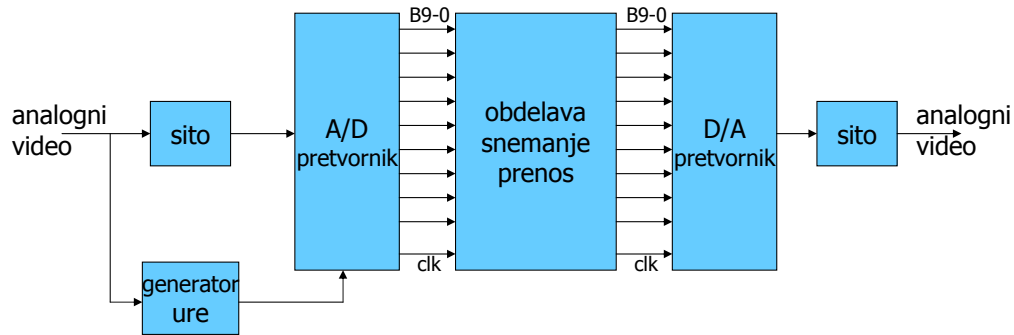 B9-0
B9-0
analogni
video
sito
A/D
pretvornik
obdelava
snemanje
prenos
D/A
pretvornik
sito
analogni
video
clk
clk
generator
ure